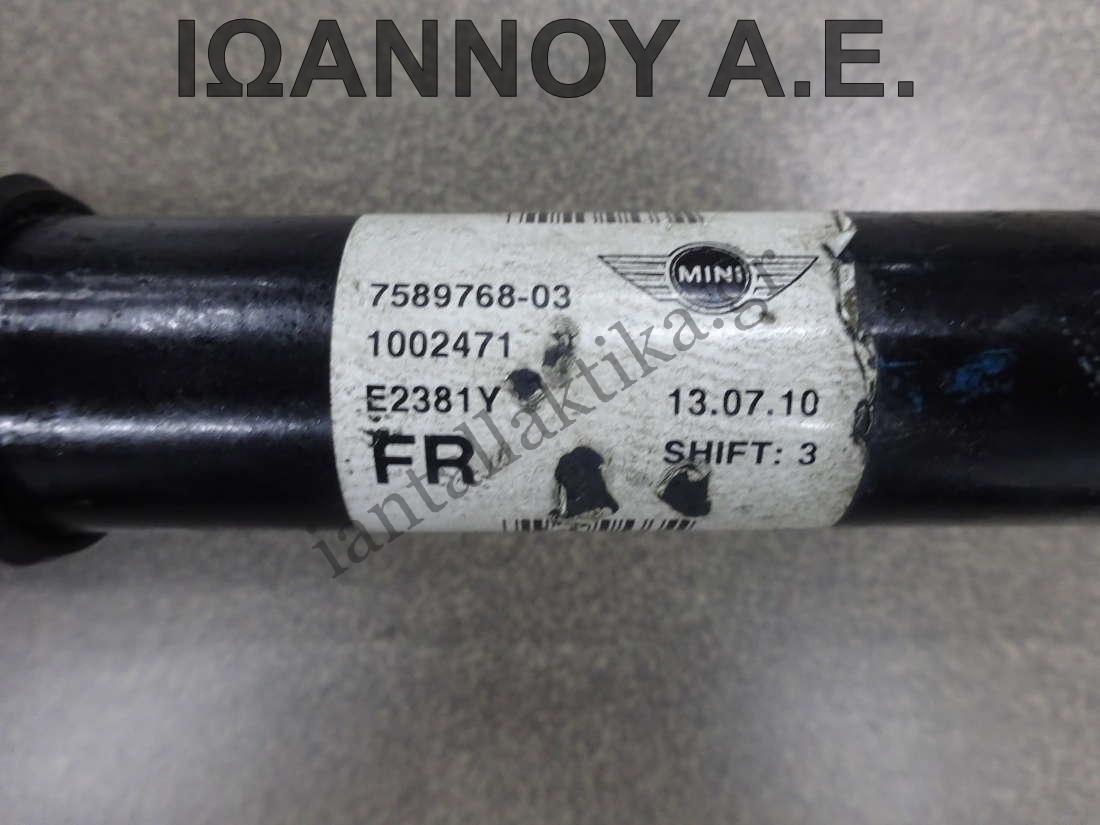 ΙΩΑΝΝΟΥ Α.Ε.
MINI
7589768-03
1002471
E2381Y
13.07.10
FR
SHIFT: 3
iantallaktika.gr